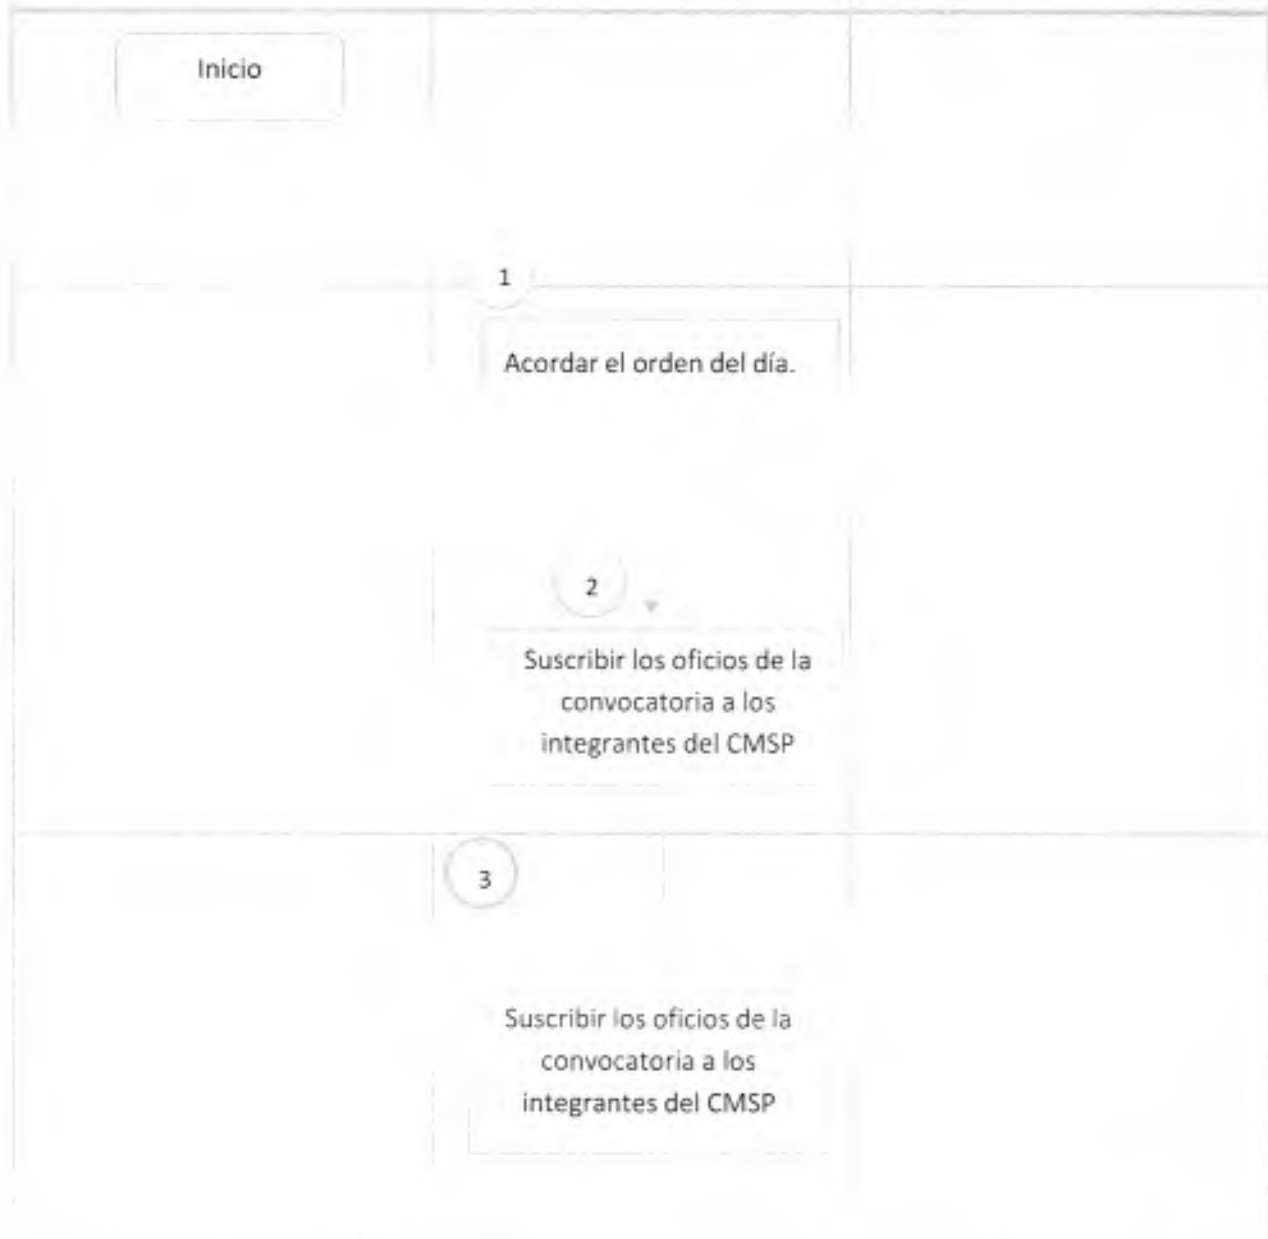 Inicio
1
Acordar el orden del día.
2
Suscribir los oficios de la
convocatoria a los
integrantes del CMSP
3
Suscribir los oficios de la
convocatoria a los
integrantes del CMSP